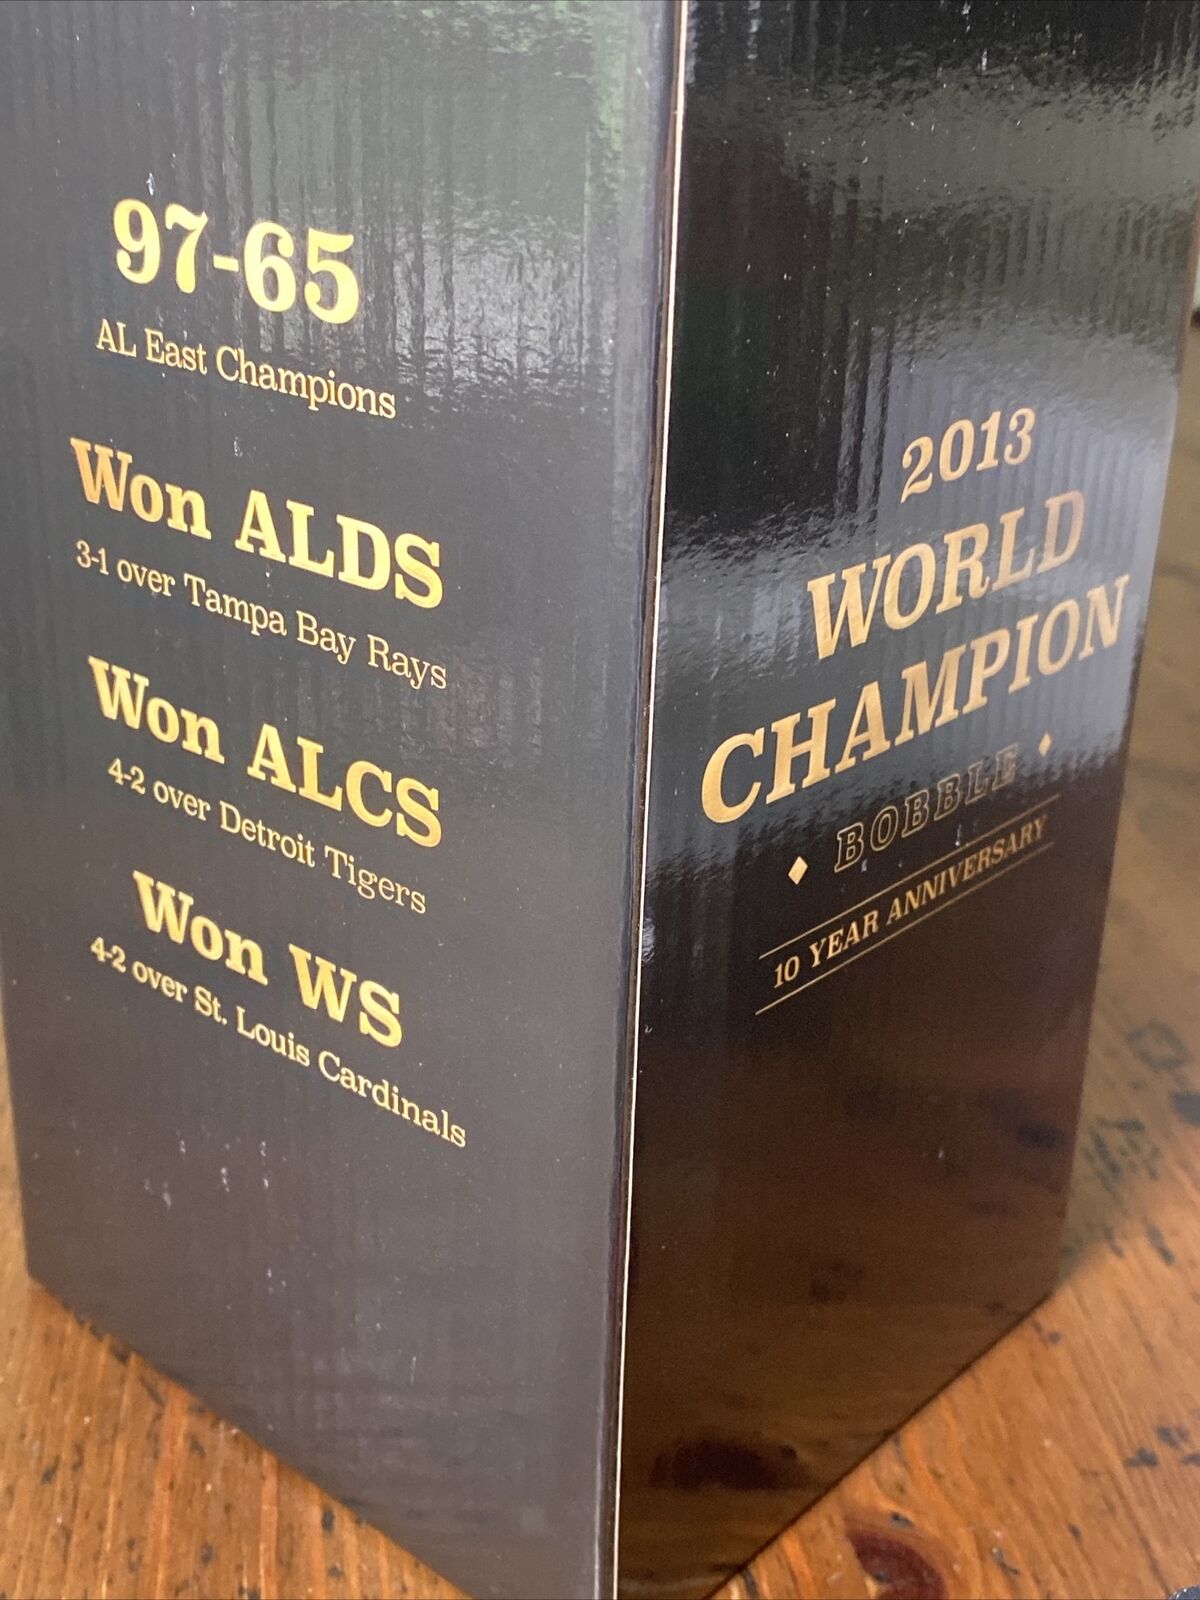 97-65
AL East Champions
Won ALDS
3-1 over Tampa Bay Rays
Won ALCS
4-2 over Detroit Tigers
Won WS
4-2 over St. Louis Cardinals
2013
WORLD
CHAMPION
BOBBLE
10 YEAR ANNIVERSARY